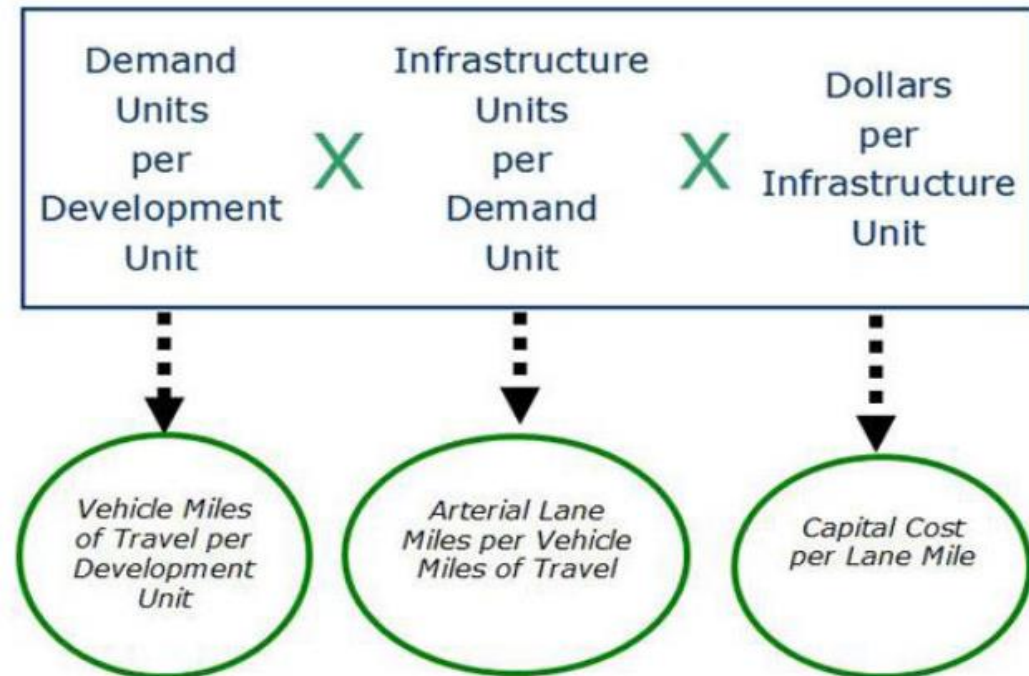 Demand
Units
per
Development
Unit
X
Infrastructure
Units
per
Demand
Unit
X
Dollars
per
Infrastructure
Unit
Vehicle Miles
of Travel per
Development
Unit
Arterial Lane
Miles per Vehicle
Miles of Travel
Capital Cost
per Lane Mile